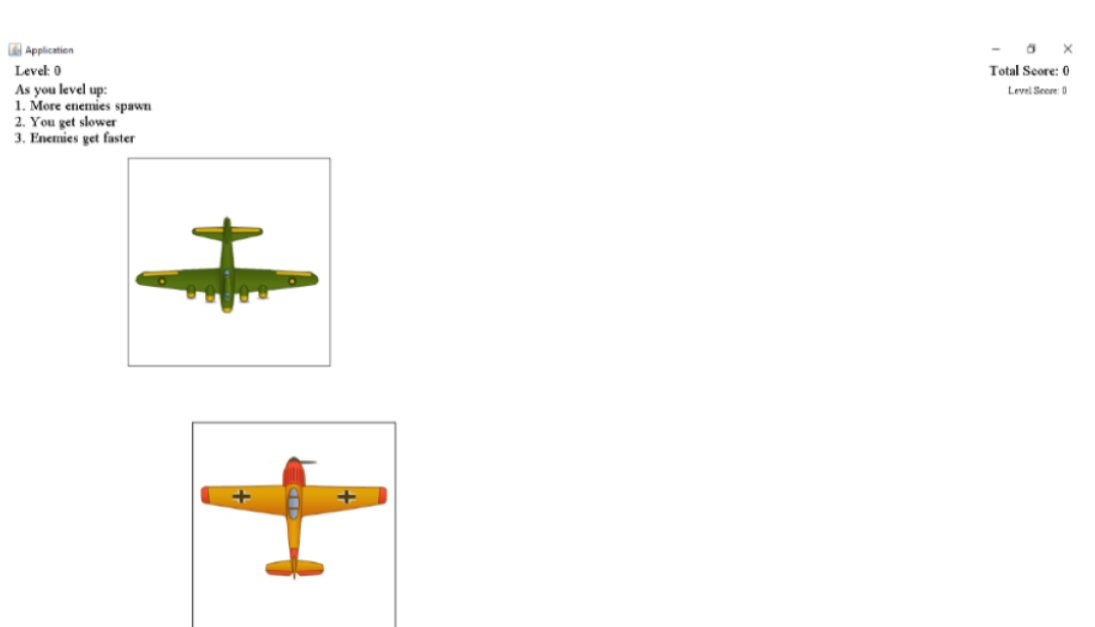 Application
Level: 0
Total Score: 0
As you level up:
Level Score: 0
1. More enemies spawn
2. You get slower
3. Enemies get faster